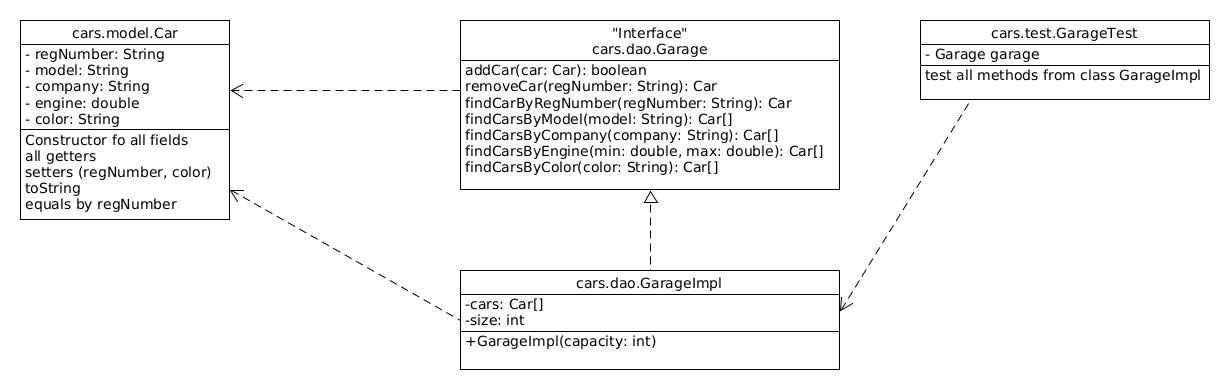 cars.model.Car
- regNumber: String
- model: String
- company: String
- engine: double
- color: String
Constructor fo all fields
all getters
setters (regNumber, color)
toString
equals by regNumber
"Interface"
cars.dao.Garage
addCar(car: Car): boolean
removeCar(regNumber: String): Car
findCarByRegNumber(regNumber: String): Car
findCarsByModel(model: String): Car[]
findCarsByCompany(company: String): Car[]
findCarsByEngine(min: double, max: double): Car[]
findCarsByColor(color: String): Car[]
cars.test.GarageTest
- Garage garage
test all methods from class GarageImpl
cars.dao.GarageImpl
-cars: Car[]
-size: int
+GarageImpl(capacity: int)